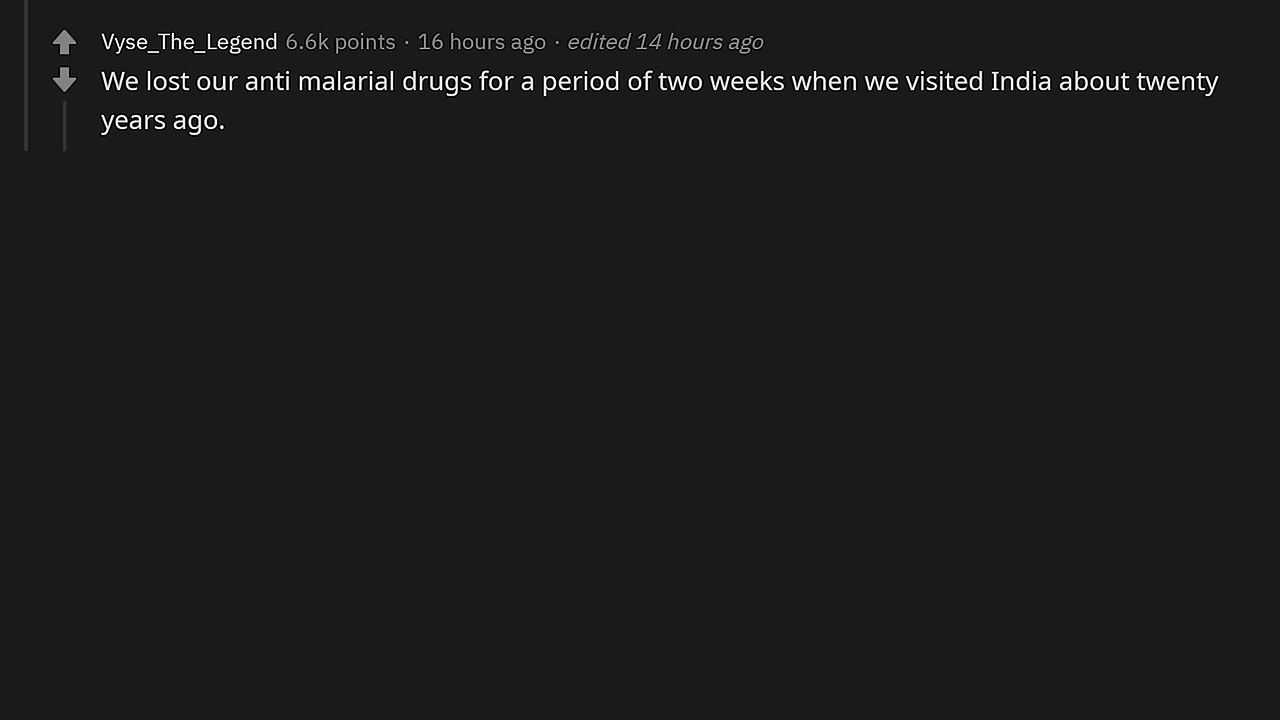 Vyse_The_Legend 6.6k points · 16 hours ago · edited 14 hours ago
We lost our anti malarial drugs for a period of two weeks when we visited India about twenty
years ago.